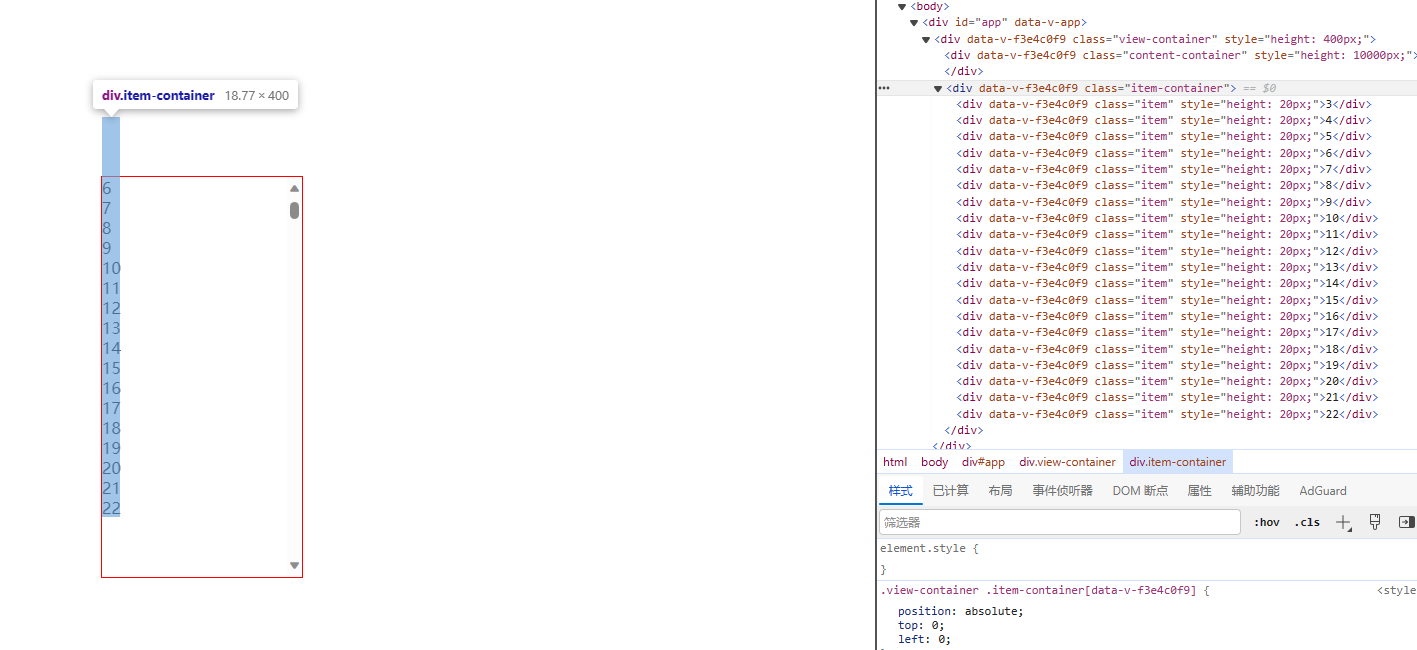 div.item-container 18.77 × 400
6
7
8
9
10
11
12
13
14
15
16
17
18
19
20
21
22
<body>
<div id="app" data-v-app>
<div data-v-f3e4c0f9 class="view-container" style="height: 400px;">
<div data-v-f3e4c0f9 class="content-container" style="height: 10000px;">
</div>
••• <div data-v-f3e4c0f9 class="item-container"> == $0
<div data-v-f3e4c0f9 class="item" style="height: 20px;">3</div>
<div data-v-f3e4c0f9 class="item" style="height: 20px;">4</div>
<div data-v-f3e4c0f9 class="item" style="height: 20px;">5</div>
<div data-v-f3e4c0f9 class="item" style="height: 20px;">6</div>
<div data-v-f3e4c0f9 class="item" style="height: 20px;">7</div>
<div data-v-f3e4c0f9 class="item" style="height: 20px;">8</div>
<div data-v-f3e4c0f9 class="item" style="height: 20px;">9</div>
<div data-v-f3e4c0f9 class="item" style="height: 20px;">10</div>
<div data-v-f3e4c0f9 class="item" style="height: 20px;">11</div>
<div data-v-f3e4c0f9 class="item" style="height: 20px;">12</div>
<div data-v-f3e4c0f9 class="item" style="height: 20px;">13</div>
<div data-v-f3e4c0f9 class="item" style="height: 20px;">14</div>
<div data-v-f3e4c0f9 class="item" style="height: 20px;">15</div>
<div data-v-f3e4c0f9 class="item" style="height: 20px;">16</div>
<div data-v-f3e4c0f9 class="item" style="height: 20px;">17</div>
<div data-v-f3e4c0f9 class="item" style="height: 20px;">18</div>
<div data-v-f3e4c0f9 class="item" style="height: 20px;">19</div>
<div data-v-f3e4c0f9 class="item" style="height: 20px;">20</div>
<div data-v-f3e4c0f9 class="item" style="height: 20px;">21</div>
<div data-v-f3e4c0f9 class="item" style="height: 20px;">22</div>
</div>
</div>
html body div#app div.view-container div.item-container
样式 已计算 布局 事件侦听器 DOM 断点 属性 辅助功能 AdGuard
筛选器 :hov .cls
element.style {
}
.view-container .item-container[data-v-f3e4c0f9] { <style
position: absolute;
top: 0;
left: 0;